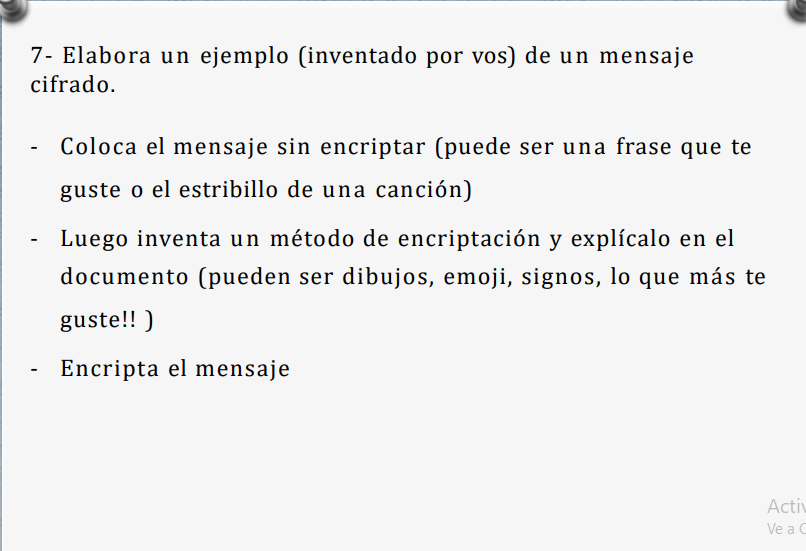 7- Elabora un ejemplo (inventado por vos) de un mensaje
cifrado.
- Coloca el mensaje sin encriptar (puede ser una frase que te
guste o el estribillo de una canción)
- Luego inventa un método de encriptación y explícalo en el
documento (pueden ser dibujos, emoji, signos, lo que más te
guste!! )
- Encripta el mensaje
Activ
Ve a C